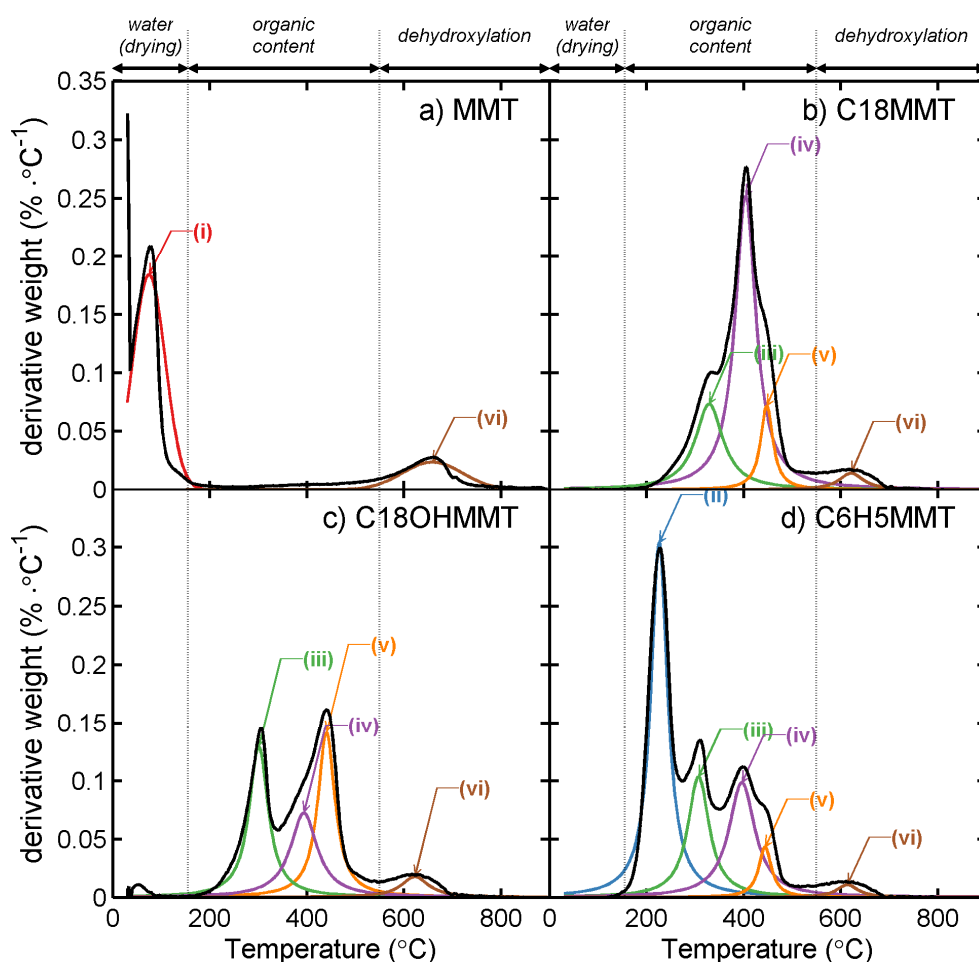 water
(drying)
organic
content
dehydroxylation
water
(drying)
organic
content
dehydroxylation
0.35
0.3
0.25
0.2
0.15
0.1
0.05
0
derivative weight (% ·°C⁻¹)
a) MMT
(i)
(vi)
b) C18MMT
(iv)
(iii)
(v)
(vi)
0.3
0.25
0.2
0.15
0.1
0.05
0
derivative weight (% ·°C⁻¹)
c) C18OHMMT
(iii)
(v)
(iv)
(vi)
d) C6H5MMT
(ii)
(iii)
(iv)
(v)
(vi)
0 200 400 600 800 0 200 400 600 800
Temperature (°C) Temperature (°C)